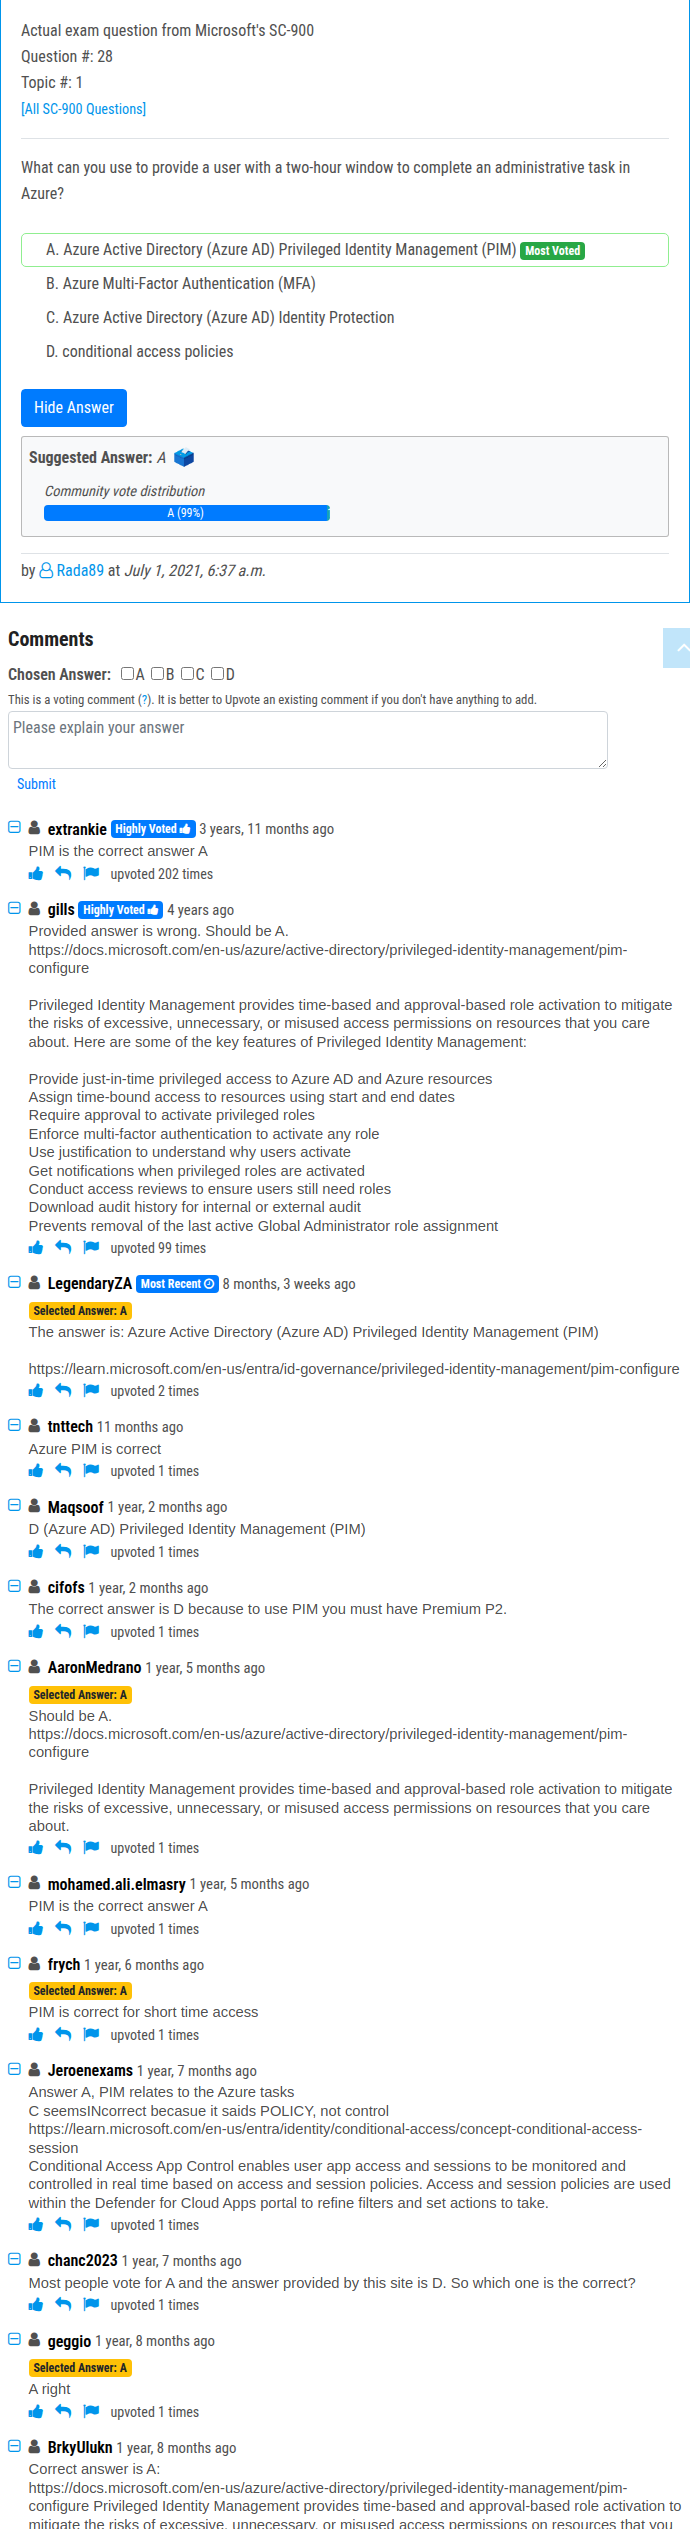 Actual exam question from Microsoft's SC-900
Question #: 28
Topic #: 1
[All SC-900 Questions]
What can you use to provide a user with a two-hour window to complete an administrative task in
Azure?
A. Azure Active Directory (Azure AD) Privileged Identity Management (PIM) Most Voted
B. Azure Multi-Factor Authentication (MFA)
C. Azure Active Directory (Azure AD) Identity Protection
D. conditional access policies
Hide Answer
Suggested Answer: A
Community vote distribution
A (99%)
by Rada89 at July 1, 2021, 6:37 a.m.
Comments
Chosen Answer: A B C D
This is a voting comment (?). It is better to Upvote an existing comment if you don't have anything to add.
Please explain your answer
Submit
extrankie Highly Voted 3 years, 11 months ago
PIM is the correct answer A
upvoted 202 times
gills Highly Voted 4 years ago
Provided answer is wrong. Should be A.
https://docs.microsoft.com/en-us/azure/active-directory/privileged-identity-management/pim-
configure
Privileged Identity Management provides time-based and approval-based role activation to mitigate
the risks of excessive, unnecessary, or misused access permissions on resources that you care
about. Here are some of the key features of Privileged Identity Management:
Provide just-in-time privileged access to Azure AD and Azure resources
Assign time-bound access to resources using start and end dates
Require approval to activate privileged roles
Enforce multi-factor authentication to activate any role
Use justification to understand why users activate
Get notifications when privileged roles are activated
Conduct access reviews to ensure users still need roles
Download audit history for internal or external audit
Prevents removal of the last active Global Administrator role assignment
upvoted 99 times
LegendaryZA Most Recent 8 months, 3 weeks ago
Selected Answer: A
The answer is: Azure Active Directory (Azure AD) Privileged Identity Management (PIM)
https://learn.microsoft.com/en-us/entra/id-governance/privileged-identity-management/pim-configure
upvoted 2 times
tnttech 11 months ago
Azure PIM is correct
upvoted 1 times
Maqsoof 1 year, 2 months ago
D (Azure AD) Privileged Identity Management (PIM)
upvoted 1 times
cifofs 1 year, 2 months ago
The correct answer is D because to use PIM you must have Premium P2.
upvoted 1 times
AaronMedrano 1 year, 5 months ago
Selected Answer: A
Should be A.
https://docs.microsoft.com/en-us/azure/active-directory/privileged-identity-management/pim-
configure
Privileged Identity Management provides time-based and approval-based role activation to mitigate
the risks of excessive, unnecessary, or misused access permissions on resources that you care
about.
upvoted 1 times
mohamed.ali.elmasry 1 year, 5 months ago
PIM is the correct answer A
upvoted 1 times
frych 1 year, 6 months ago
Selected Answer: A
PIM is correct for short time access
upvoted 1 times
Jeroenexams 1 year, 7 months ago
Answer A, PIM relates to the Azure tasks
C seemsINcorrect becasue it saids POLICY, not control
https://learn.microsoft.com/en-us/entra/identity/conditional-access/concept-conditional-access-
session
Conditional Access App Control enables user app access and sessions to be monitored and
controlled in real time based on access and session policies. Access and session policies are used
within the Defender for Cloud Apps portal to refine filters and set actions to take.
upvoted 1 times
chanc2023 1 year, 7 months ago
Most people vote for A and the answer provided by this site is D. So which one is the correct?
upvoted 1 times
geggio 1 year, 8 months ago
Selected Answer: A
A right
upvoted 1 times
BrkyUlukn 1 year, 8 months ago
Correct answer is A:
https://docs.microsoft.com/en-us/azure/active-directory/privileged-identity-management/pim-
configure Privileged Identity Management provides time-based and approval-based role activation to
mitigate the risks of excessive, unnecessary, or misused access permissions on resources that you